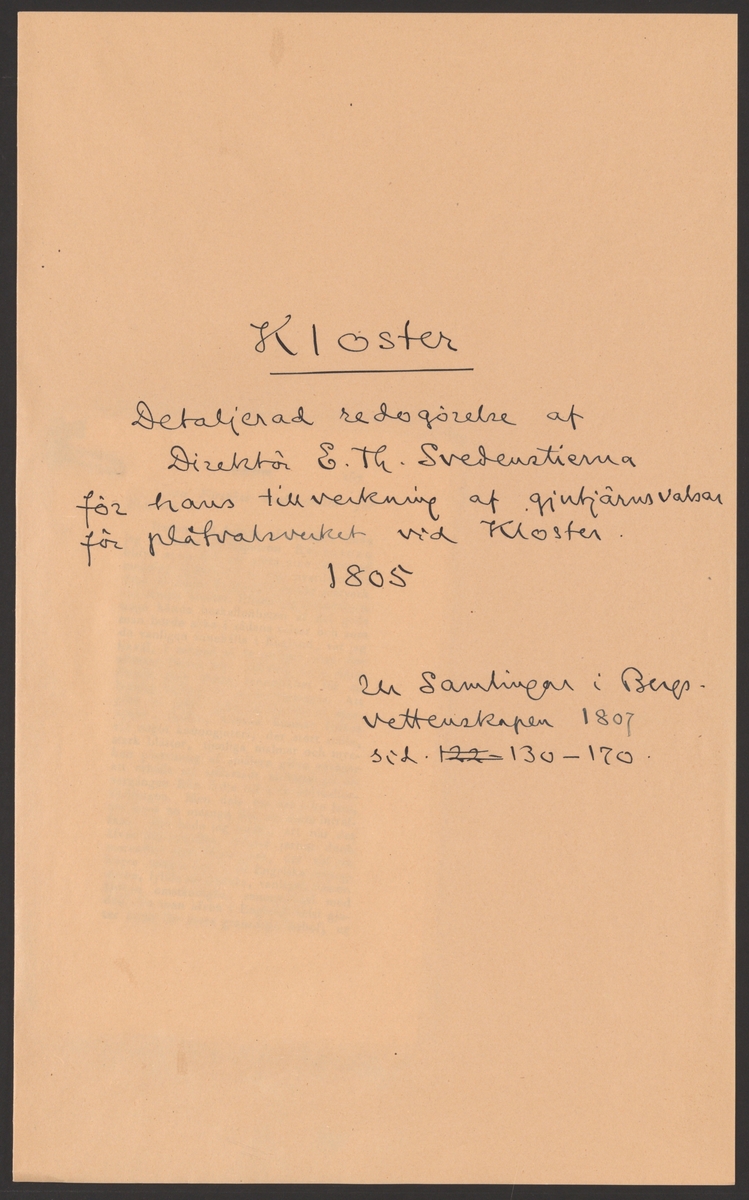 Kloster
Detaljerad redogörelse af
Direktör E. Th. Svedenstierna
för hans tillverkning af gjutjärnsvalsar
för plåtvalsverket vid Kloster.
1805
Ur Samlingar i Bergs-
vettenskapen 1807
sid. 122- 130-170.